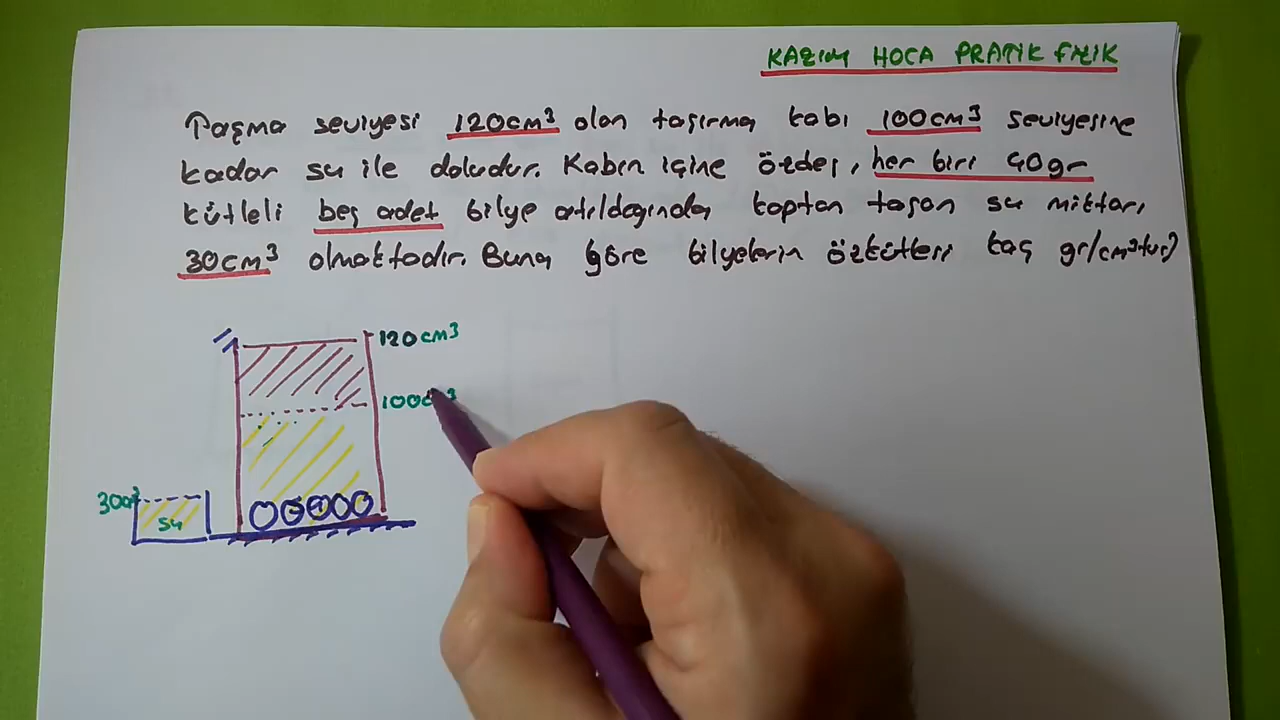 KAZIM HOCA PRATİK FİZİK
Taşma seviyesi 120cm³ olan taşırma kabı 100cm³ seviyesine
kadar su ile doludur. Kabın içine özdeş, her biri 40gr
kütleli beş adet bilye atıldığında kaptan taşan su miktarı
30cm³ olmaktadır. Buna göre bilyelerin özkütlesi kaç gr/cm³tür?
120cm³
100cm³
su